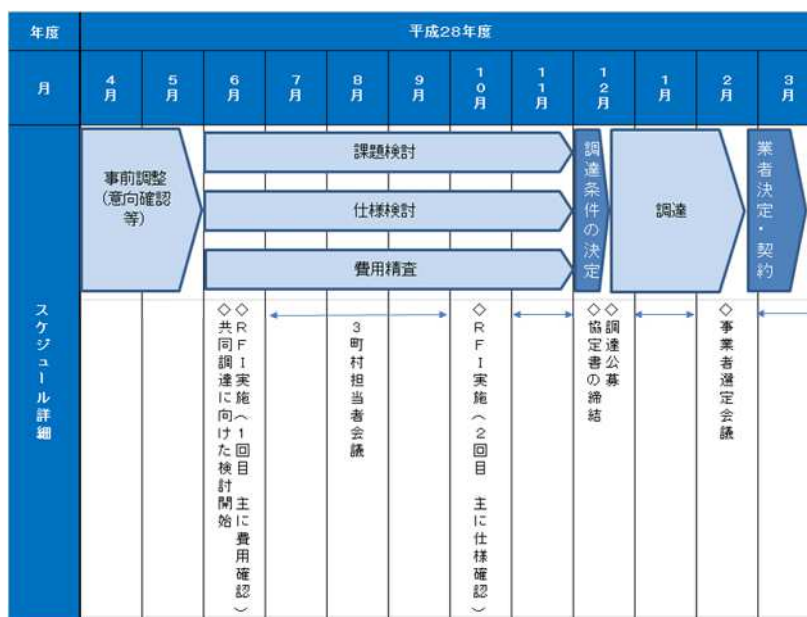 年度
平成28年度
月
4月
5月
6月
7月
8月
9月
10月
11月
12月
1月
2月
3月
スケジュール詳細
事前調整
(意向確認
等)
課題検討
仕様検討
費用精査
調達条件の決定
調達
業者決定・契約
◇RFI実施(1回目　主に費用確認)
◇共同調達に向けた検討開始
3町村担当者会議
◇RFI実施(2回目　主に仕様確認)
◇調達公募
◇協定書の締結
◇事業者選定会議